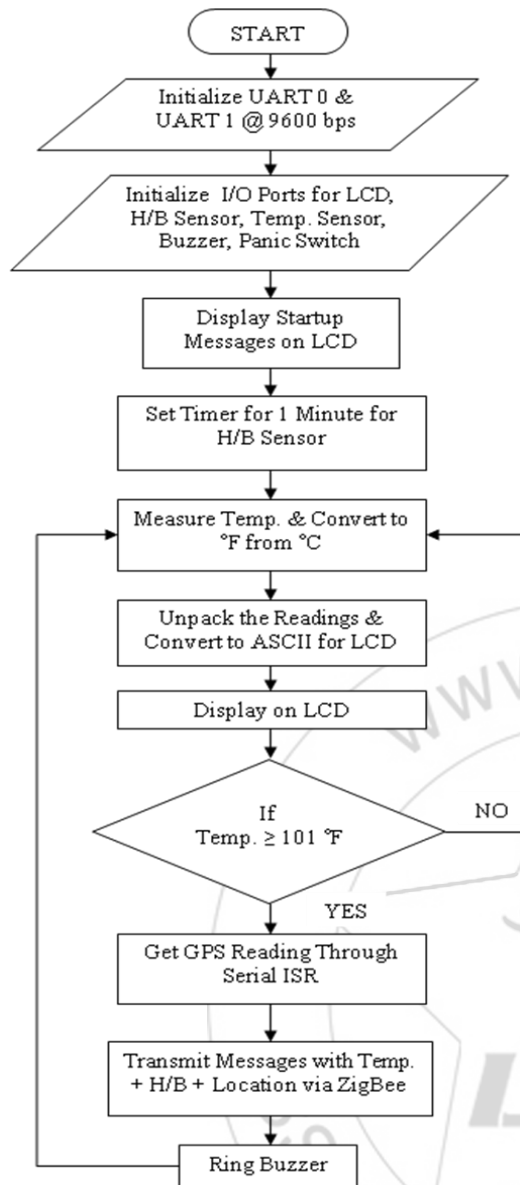 START
Initialize UART 0 &
UART 1 @ 9600 bps
Initialize I/O Ports for LCD,
H/B Sensor, Temp. Sensor,
Buzzer, Panic Switch
Display Startup
Messages on LCD
Set Timer for 1 Minute for
H/B Sensor
Measure Temp. & Convert to
°F from °C
Unpack the Readings &
Convert to ASCII for LCD
Display on LCD
If
Temp. ≥ 101 °F
NO
YES
Get GPS Reading Through
Serial ISR
Transmit Messages with Temp.
+ H/B + Location via ZigBee
Ring Buzzer